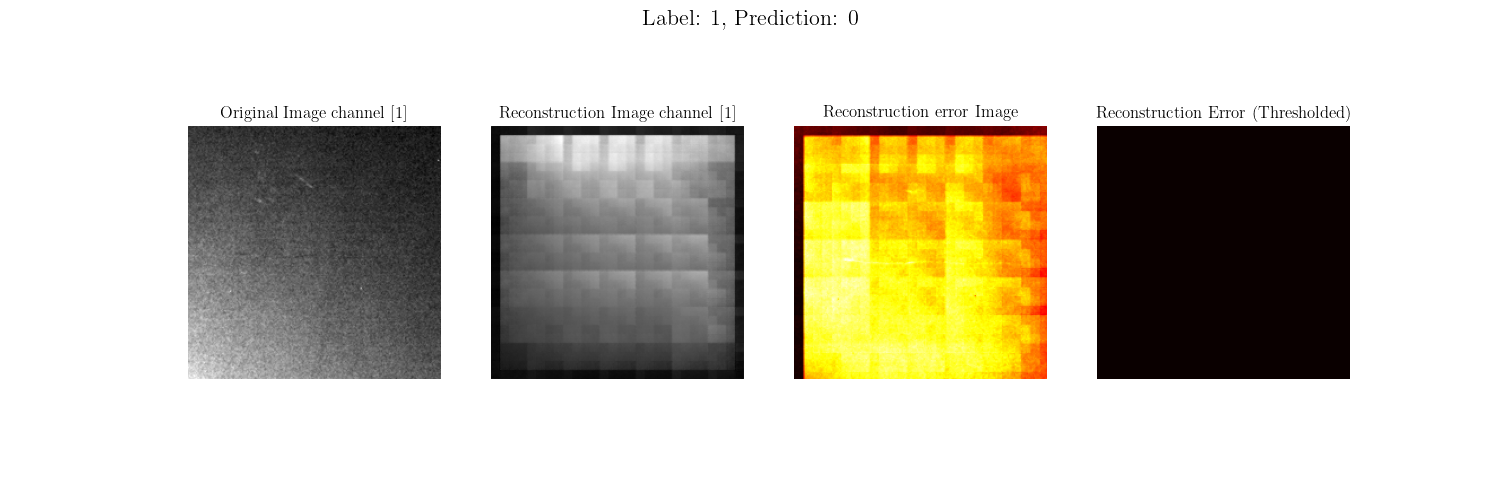 Label: 1, Prediction: 0
Original Image channel [1]
Reconstruction Image channel [1]
Reconstruction error Image
Reconstruction Error (Thresholded)